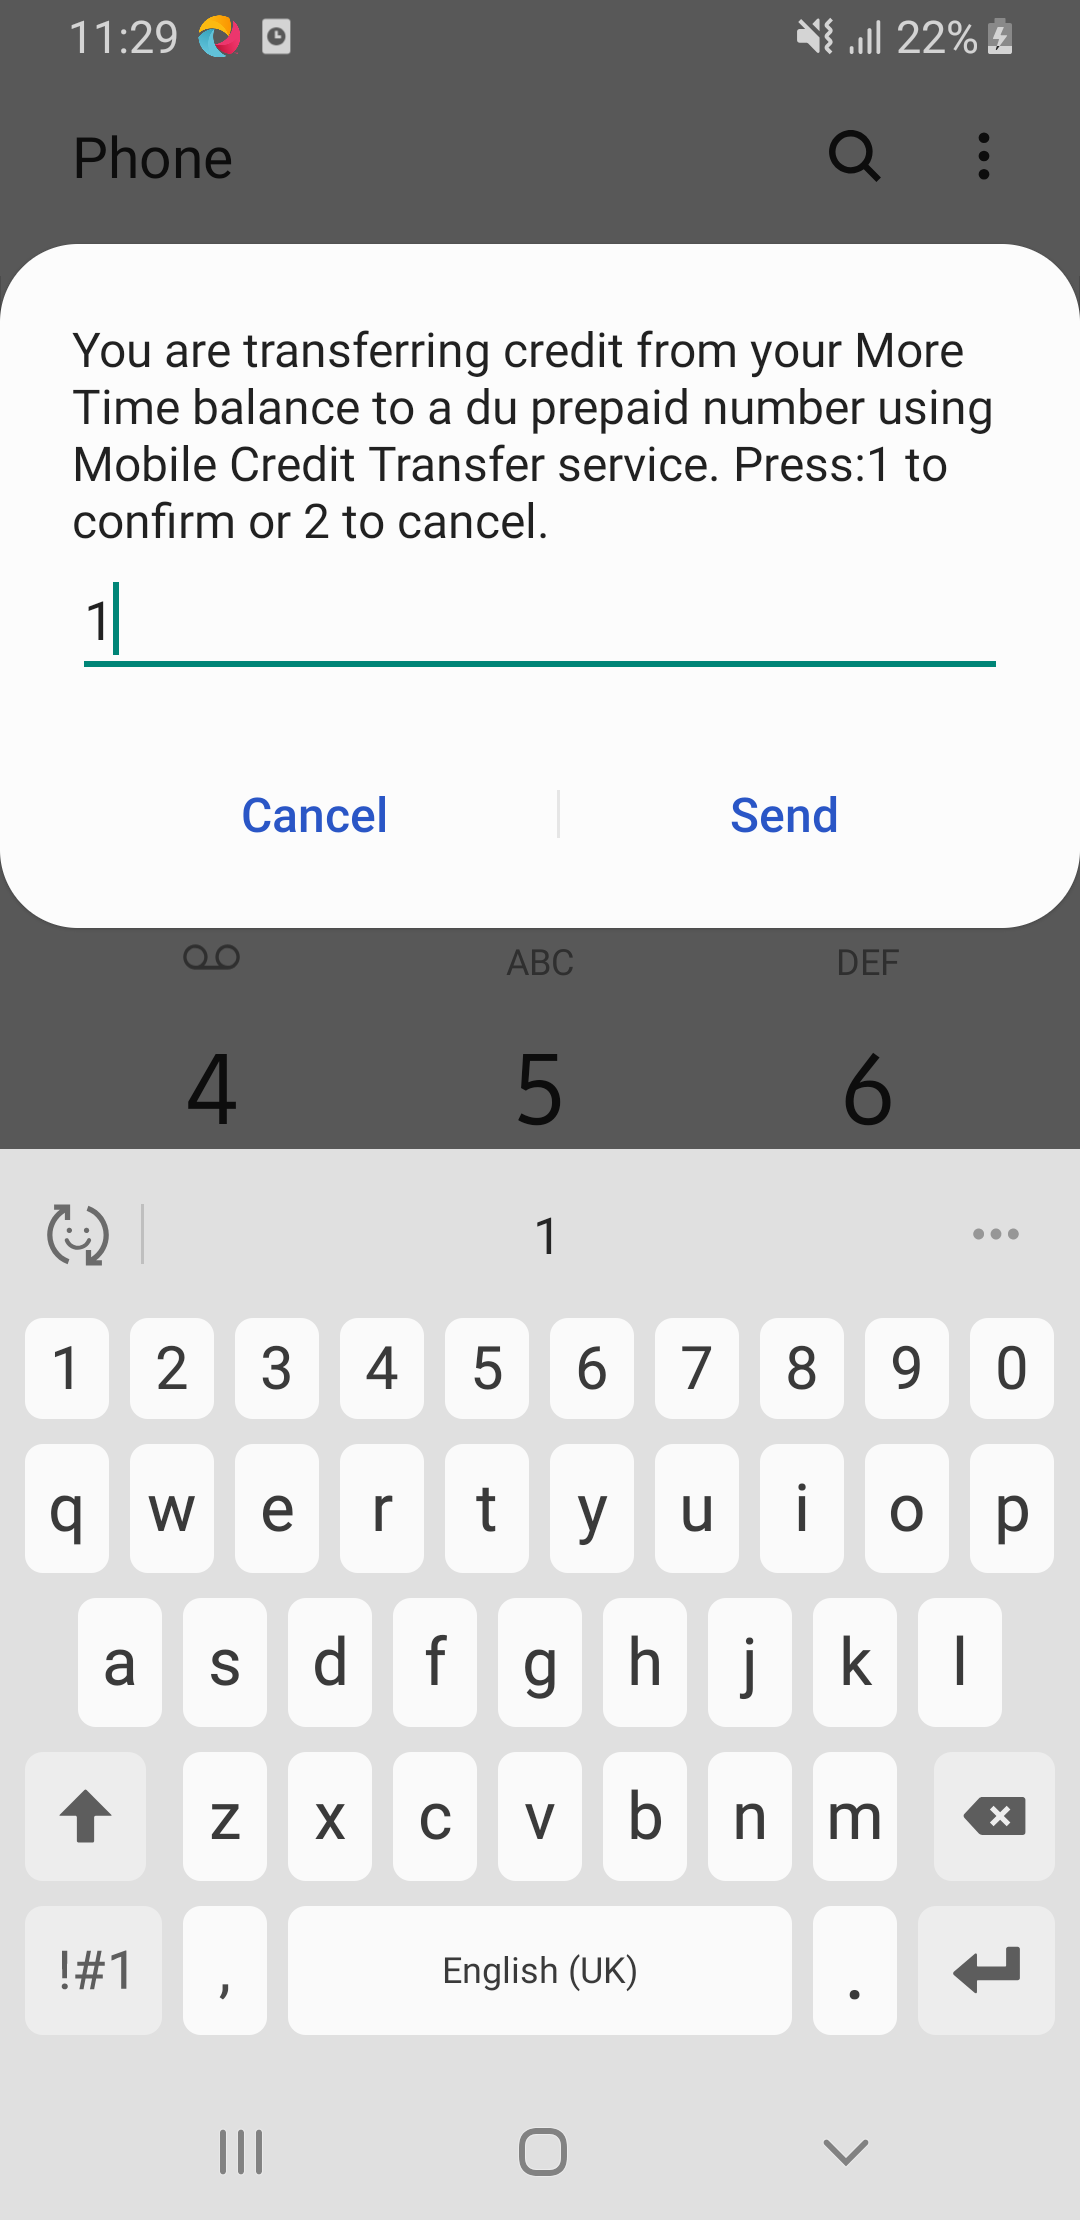 11:29 22%
Phone
You are transferring credit from your More
Time balance to a du prepaid number using
Mobile Credit Transfer service. Press:1 to
confirm or 2 to cancel.
1
Cancel Send
ABC DEF
4 5 6
1
1 2 3 4 5 6 7 8 9 0
q w e r t y u i o p
a s d f g h j k l
z x c v b n m
!#1 , English (UK) .